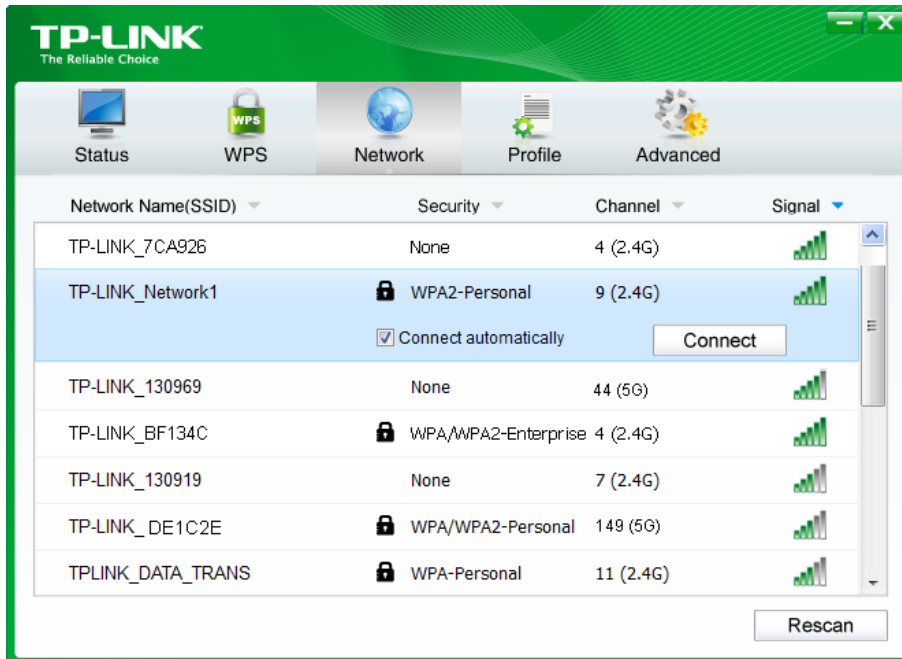 TP-LINK
The Reliable Choice
WPS
Status WPS Network Profile Advanced
Network Name(SSID) Security Channel Signal
TP-LINK_7CA926 None 4 (2.4G)
TP-LINK_Network1 WPA2-Personal 9 (2.4G)
Connect automatically Connect
TP-LINK_130969 None 44 (5G)
TP-LINK_BF134C WPA/WPA2-Enterprise 4 (2.4G)
TP-LINK_130919 None 7 (2.4G)
TP-LINK_ DE1C2E WPA/WPA2-Personal 149 (5G)
TPLINK_DATA_TRANS WPA-Personal 11 (2.4G)
Rescan